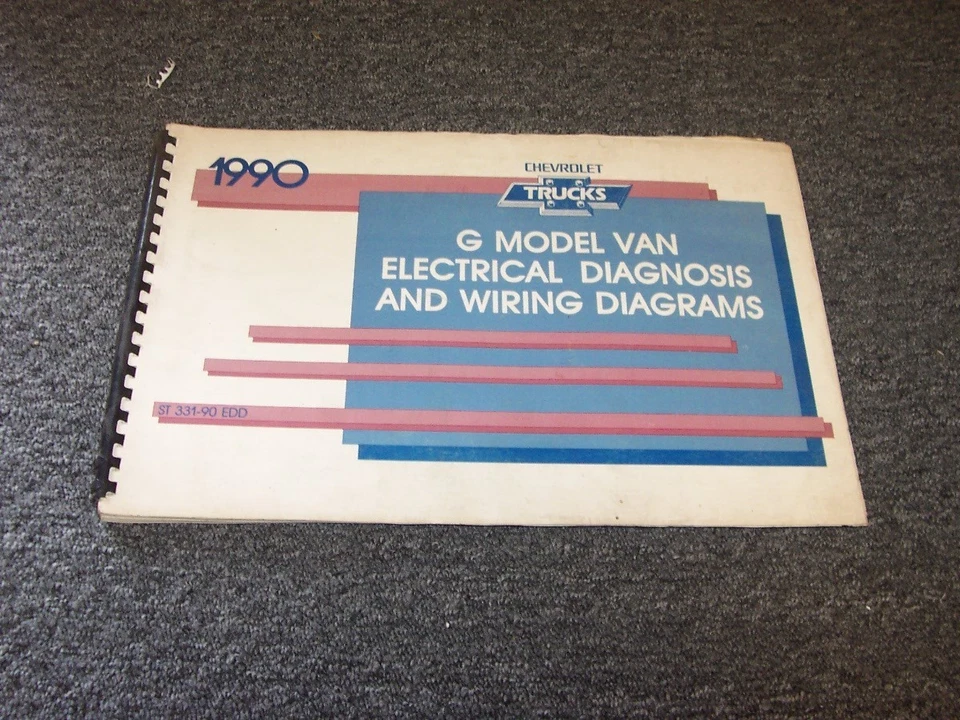 1990
CHEVROLET
TRUCKS
G MODEL VAN
ELECTRICAL DIAGNOSIS
AND WIRING DIAGRAMS
ST 331-90 EDD